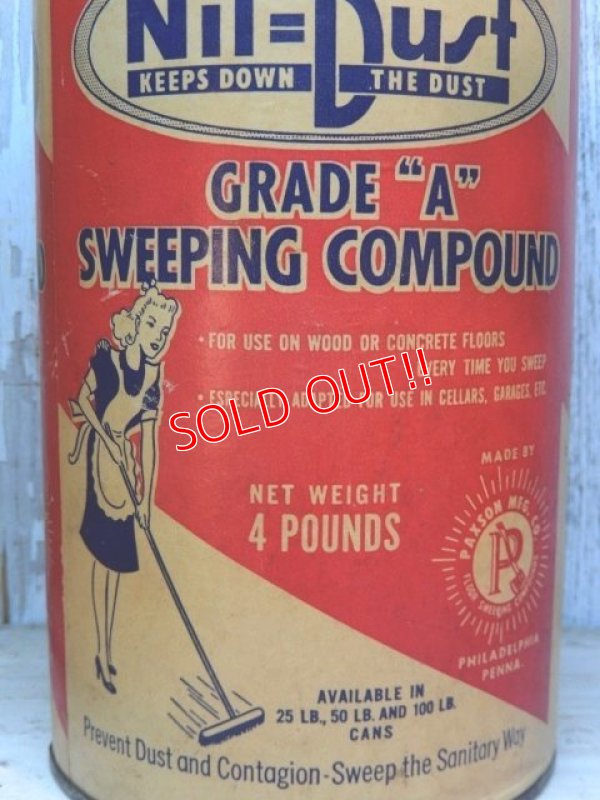 Nil=Dust
KEEPS DOWN THE DUST
GRADE "A"
SWEEPING COMPOUND
• FOR USE ON WOOD OR CONCRETE FLOORS
VERY TIME YOU SWEEP
• ESPECIALLY ADAPTED FOR USE IN CELLARS, GARAGES, ETC.
SOLD OUT!!
NET WEIGHT
4 POUNDS
MADE BY
PAXSON MFG. CO.
P
FLOOR
PHILADELPHIA
PENNA.
AVAILABLE IN
25 LB., 50 LB. AND 100 LB.
CANS
Prevent Dust and Contagion-Sweep the Sanitary Way